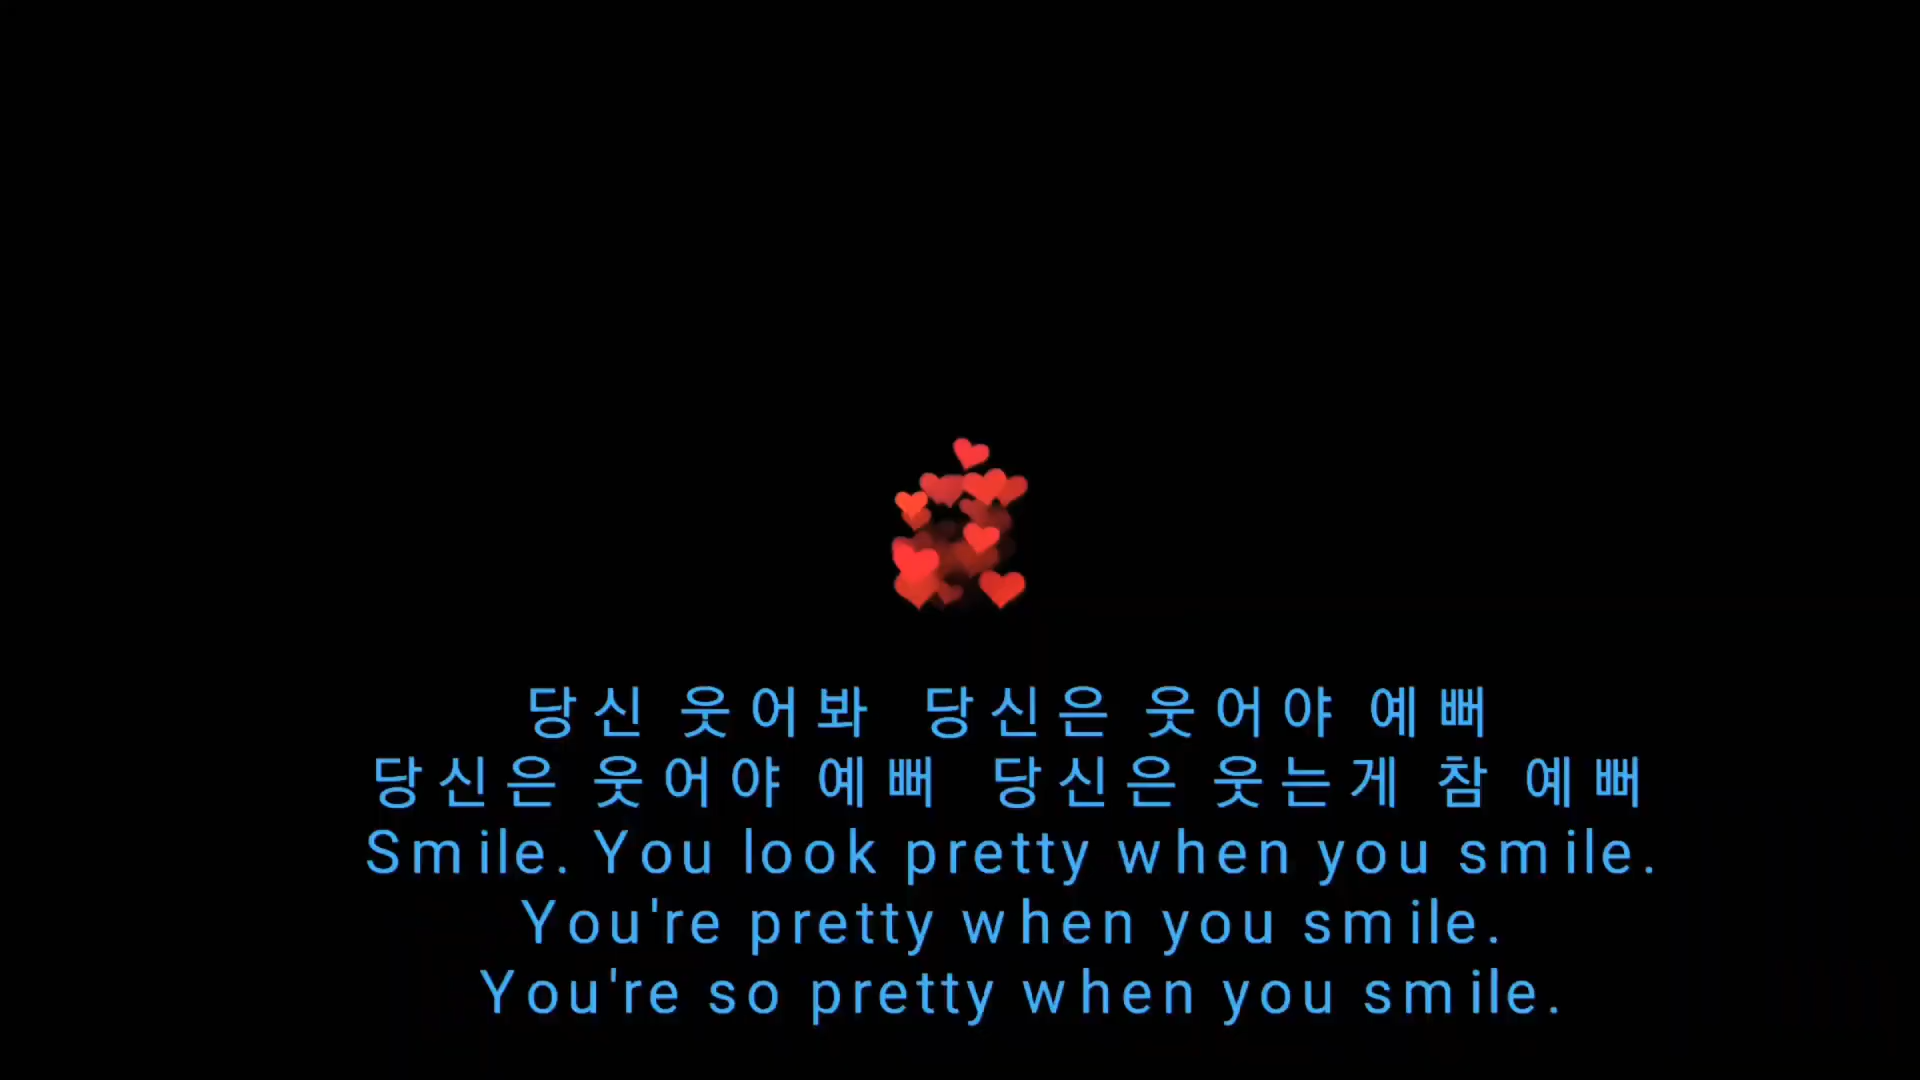 당신 웃어봐 당신은 웃어야 예뻐
당신은 웃어야 예뻐 당신은 웃는게 참 예뻐
Smile. You look pretty when you smile.
You're pretty when you smile.
You're so pretty when you smile.